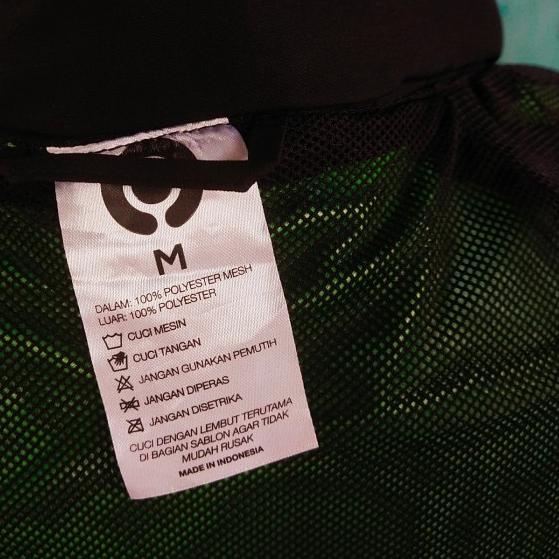 M
DALAM: 100% POLYESTER MESH
LUAR: 100% POLYESTER
CUCI MESIN
CUCI TANGAN
JANGAN GUNAKAN PEMUTIH
JANGAN DIPERAS
JANGAN DISETRIKA
CUCI DENGAN LEMBUT TERUTAMA
DI BAGIAN SABLON AGAR TIDAK
MUDAH RUSAK
MADE IN INDONESIA